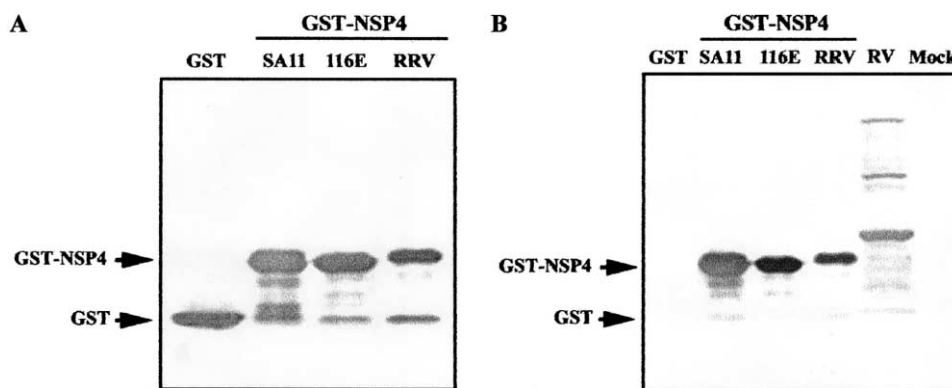 A
GST-NSP4
GST SA11 116E RRV
GST-NSP4
GST
B
GST-NSP4
GST SA11 116E RRV RV Mock
GST-NSP4
GST